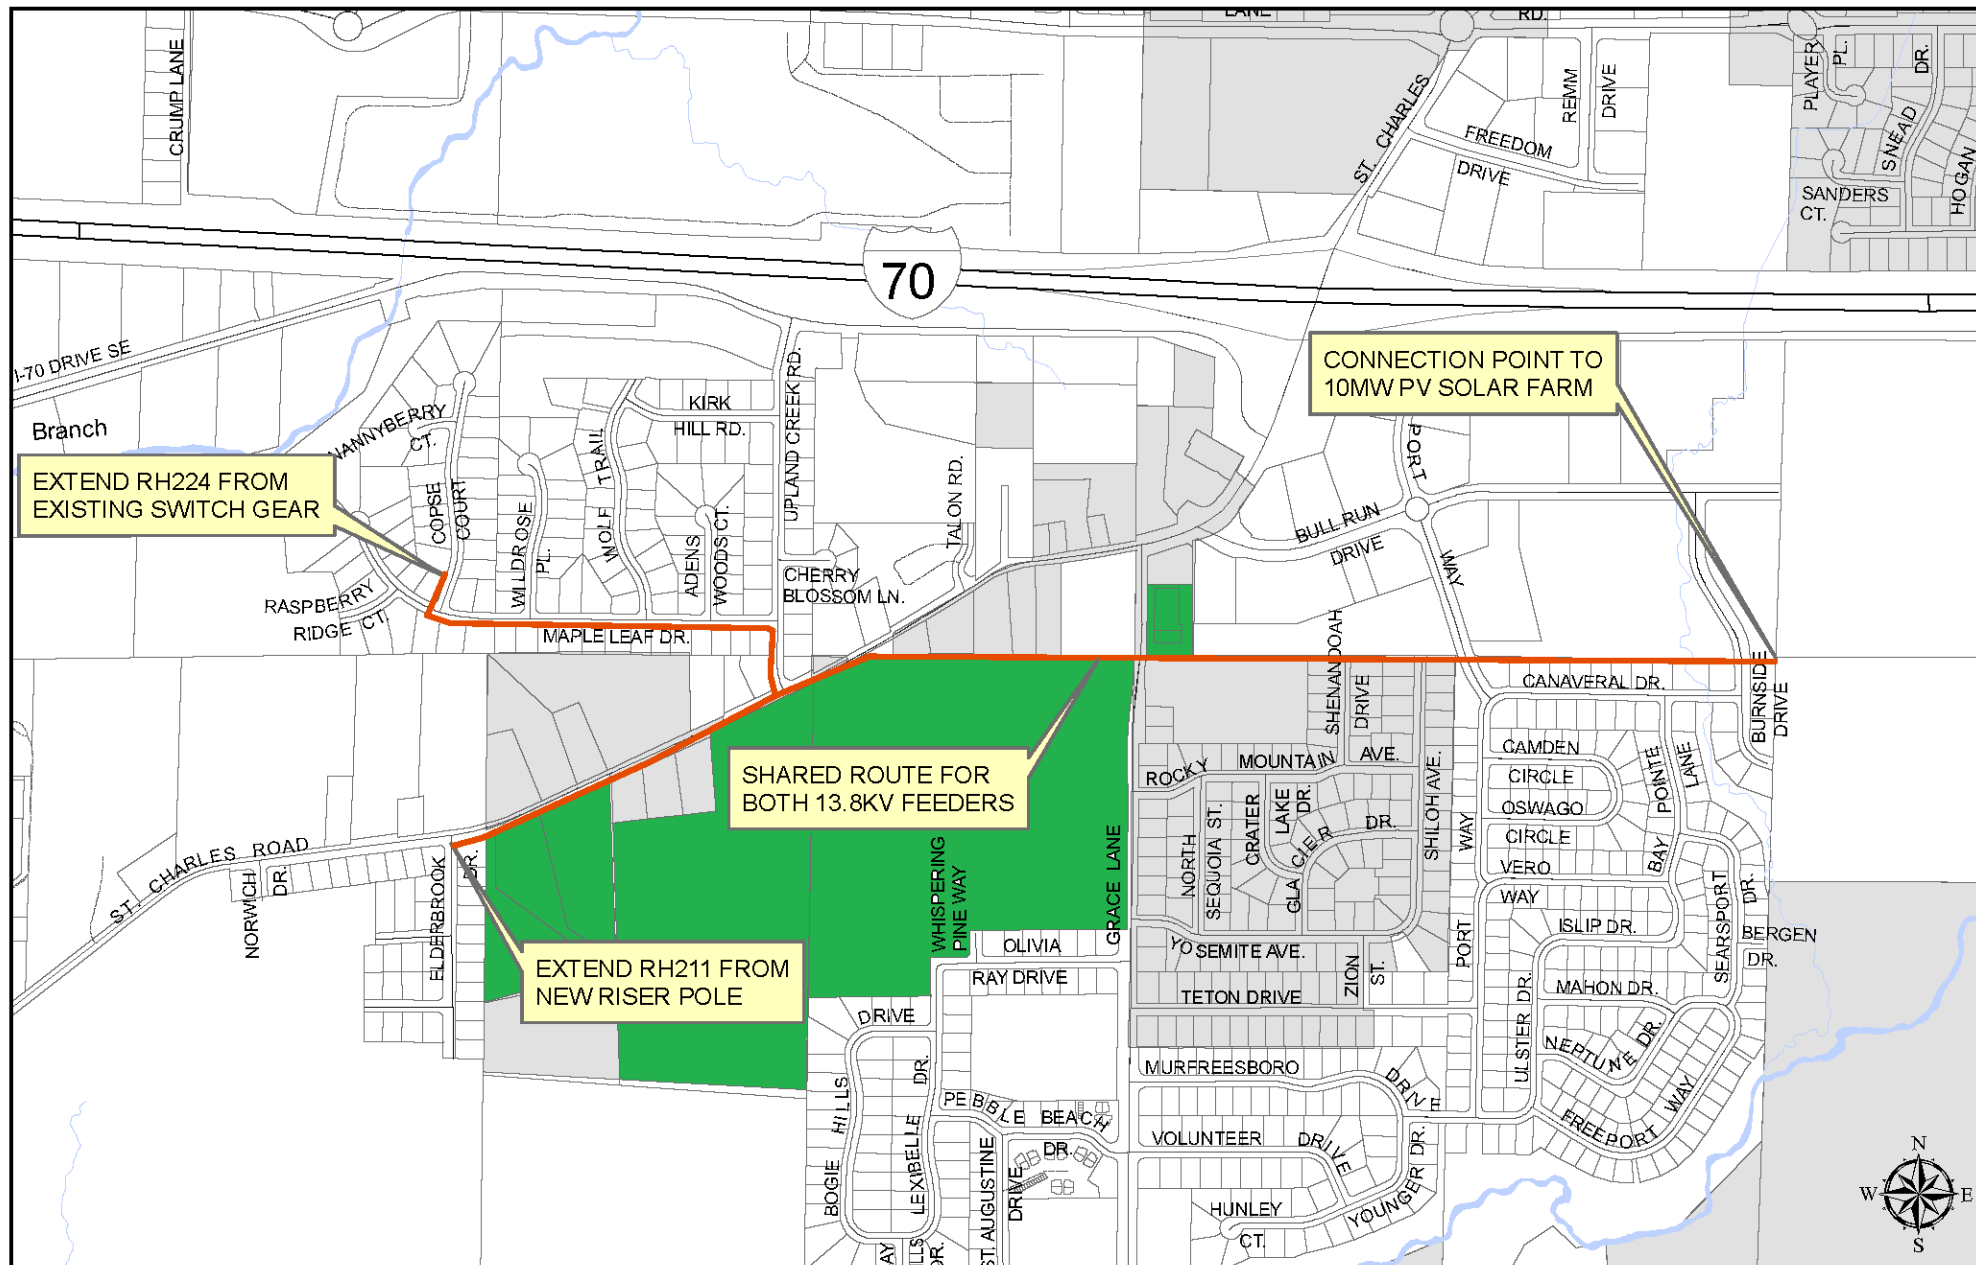 LANE
RD.
CRUMP LANE
ST. CHARLES
REMM
DRIVE
FREEDOM
DRIVE
PLAYER
PL.
DR.
SNEAD
HOGAN
SANDERS
CT.
70
I-70 DRIVE SE
Branch
CONNECTION POINT TO
10MW PV SOLAR FARM
EXTEND RH224 FROM
EXISTING SWITCH GEAR
NANNYBERRY
CT.
COPSE
COURT
WILDROSE
PL.
WOLF TRAIL
KIRK
HILL RD.
UPLAND CREEK RD.
ADENS
WOODS CT.
TALON RD.
CHERRY
BLOSSOM LN.
RASPBERRY
RIDGE CT.
MAPLE LEAF DR.
PORT
WAY
BULL RUN
DRIVE
SHENANDOAH
DRIVE
CANAVERAL DR.
BURNSIDE
DRIVE
SHARED ROUTE FOR
BOTH 13.8KV FEEDERS
ROCKY
MOUNTAIN
AVE.
NORTH
SEQUOIA ST.
CRATER
LAKE
DR.
GLACIER
DR.
SHILOH AVE.
PORT
WAY
CAMDEN
CIRCLE
OSWAGO
CIRCLE
VERO
WAY
BAY POINTE
LANE
ST. CHARLES ROAD
NORWICH
DR.
ELDERBROOK
DR.
WHISPERING
PINE WAY
GRACE LANE
EXTEND RH211 FROM
NEW RISER POLE
OLIVIA
RAY DRIVE
YOSEMITE AVE.
TETON DRIVE
ZION
ST.
ISLIP DR.
SEARSPORT
DR.
BERGEN
DR.
MAHON DR.
ULSTER DR.
NEPTUNE DR.
FREEPORT
WAY
DRIVE
BOGIE HILLS
LEXIBELLE
DR.
MURFREESBORO
DRIVE
PEBBLE BEACH
DR.
VOLUNTEER
DRIVE
ST. AUGUSTINE
DRIVE
HUNLEY
CT.
YOUNGER DR.
AY
LLS
DR.
N
W
E
S